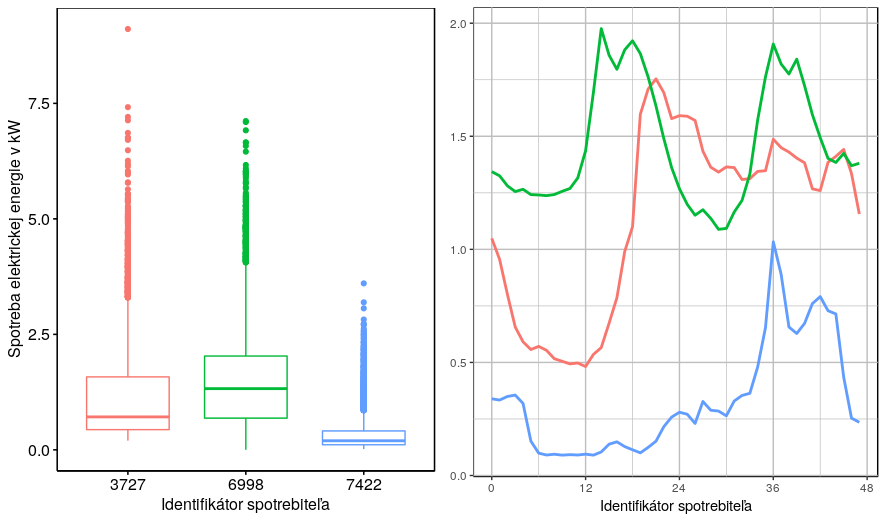 Spotreba elektrickej energie v kW
7.5
5.0
2.5
0.0
3727 6998 7422
Identifikátor spotrebiteľa
2.0
1.5
1.0
0.5
0.0
0 12 24 36 48
Identifikátor spotrebiteľa